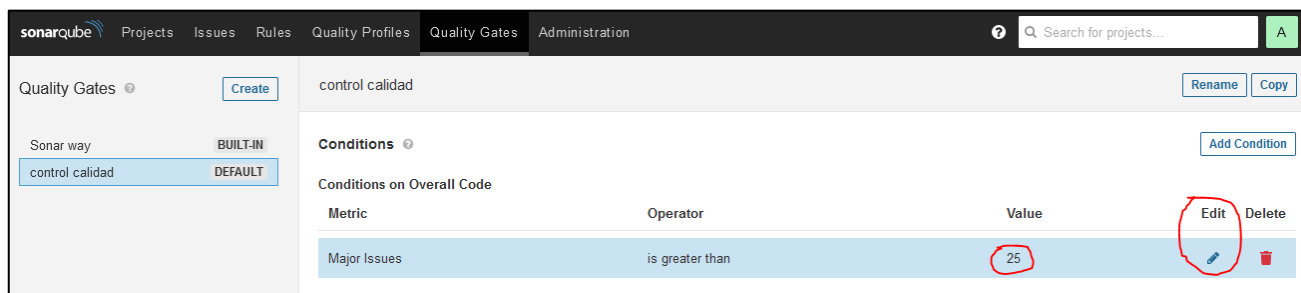 sonarqube Projects Issues Rules Quality Profiles Quality Gates Administration ? Search for projects... A
Quality Gates ? Create
control calidad Rename Copy
Sonar way BUILT-IN
control calidad DEFAULT
Conditions ? Add Condition
Conditions on Overall Code
Metric Operator Value Edit Delete
Major Issues is greater than 25